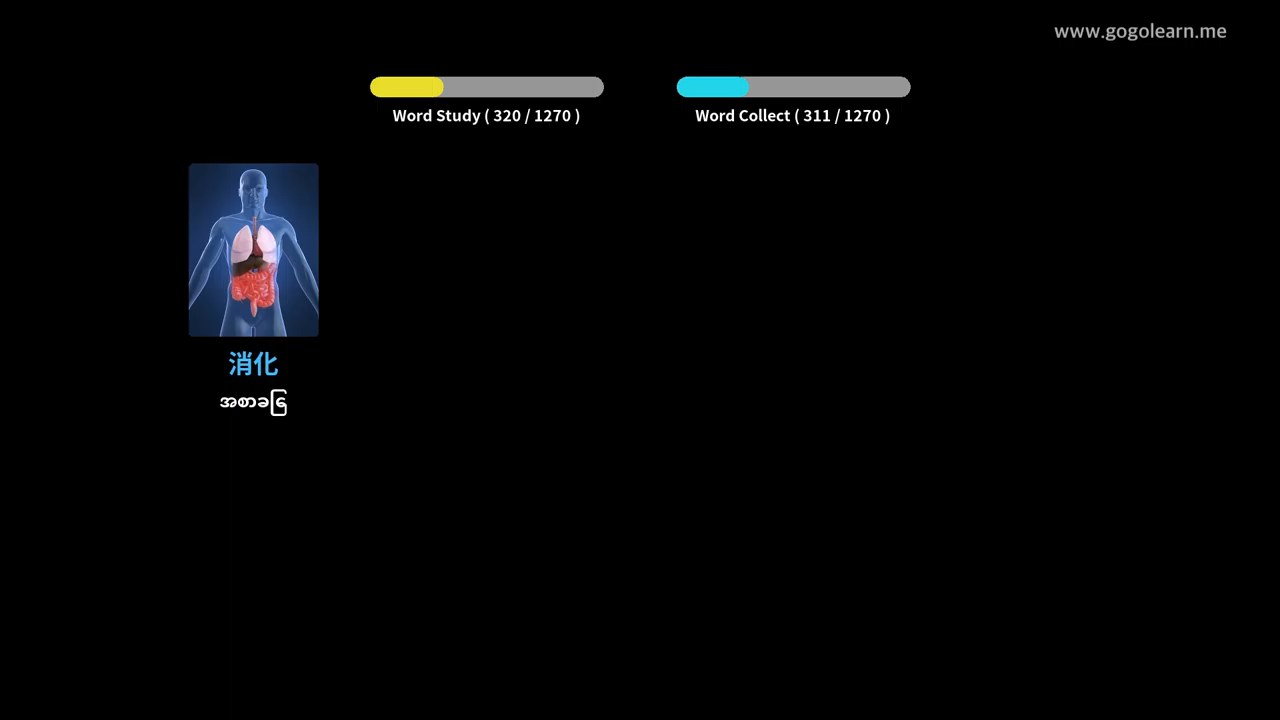 www.gogolearn.me
Word Study ( 320 / 1270 )
Word Collect ( 311 / 1270 )
消化
အစာခြေ